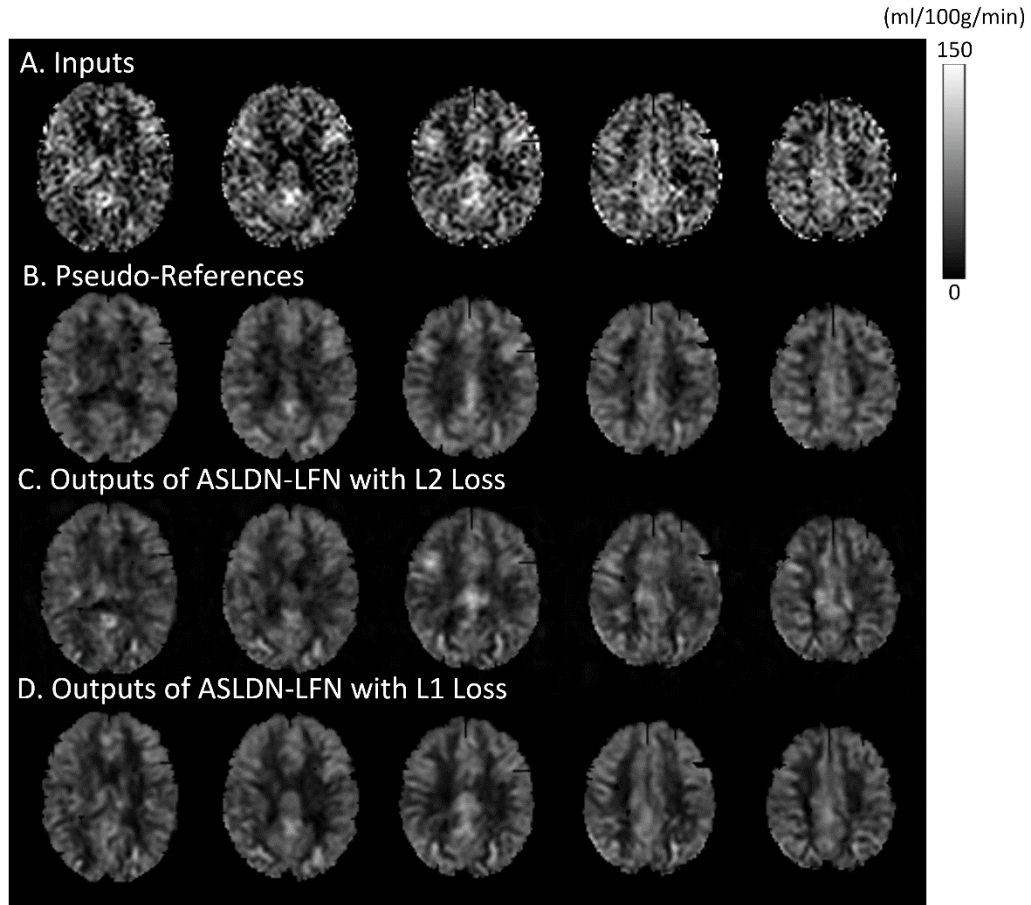 (ml/100g/min)
150
A. Inputs
B. Pseudo-References
0
C. Outputs of ASLDN-LFN with L2 Loss
D. Outputs of ASLDN-LFN with L1 Loss